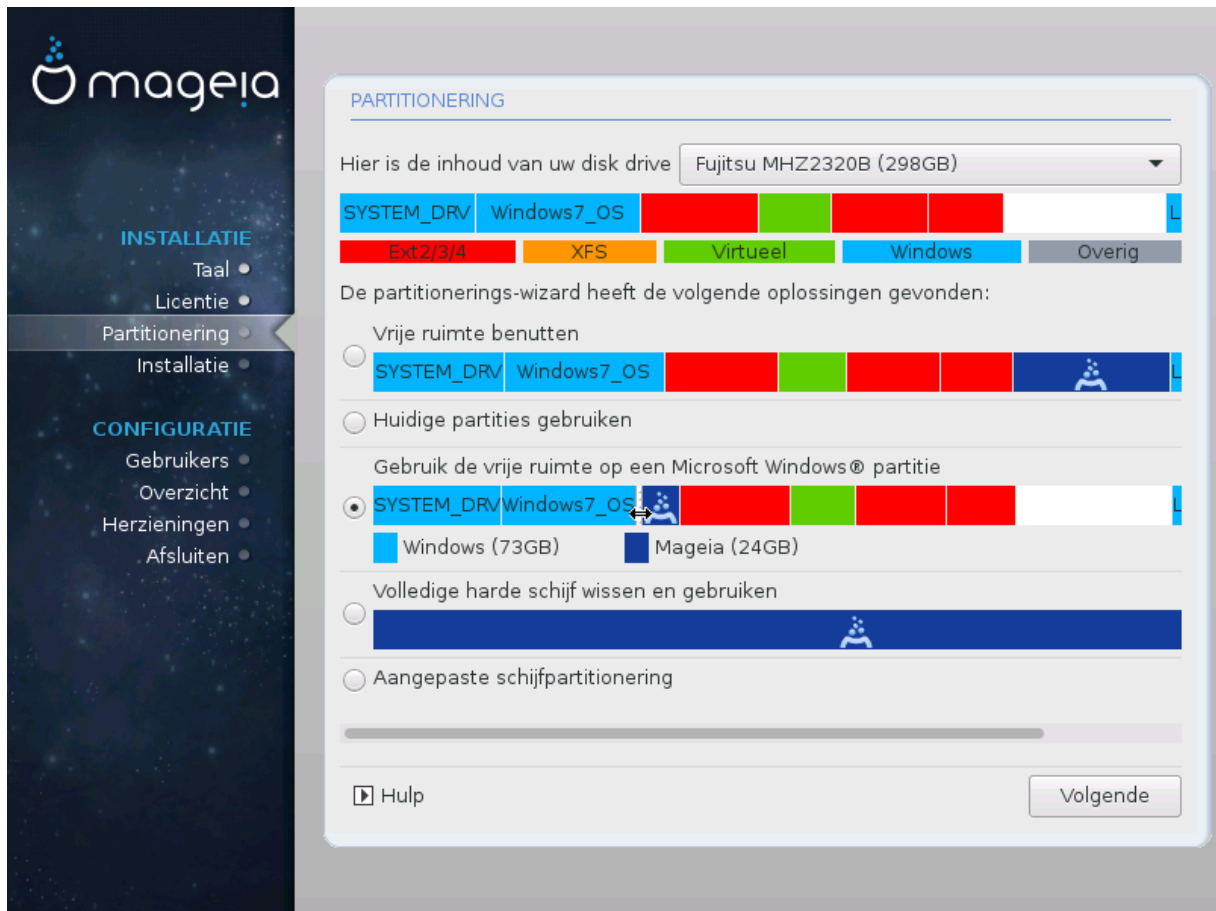 mageia
INSTALLATIE
Taal
Licentie
Partitionering
Installatie
CONFIGURATIE
Gebruikers
Overzicht
Herzieningen
Afsluiten
PARTITIONERING
Hier is de inhoud van uw disk drive Fujitsu MHZ2320B (298GB)
SYSTEM_DRV Windows7_OS L
Ext2/3/4 XFS Virtueel Windows Overig
De partitionerings-wizard heeft de volgende oplossingen gevonden:
Vrije ruimte benutten
SYSTEM_DRV Windows7_OS L
Huidige partities gebruiken
Gebruik de vrije ruimte op een Microsoft Windows® partitie
SYSTEM_DRV Windows7_OS L
Windows (73GB) Mageia (24GB)
Volledige harde schijf wissen en gebruiken
Aangepaste schijfpartitionering
Hulp Volgende